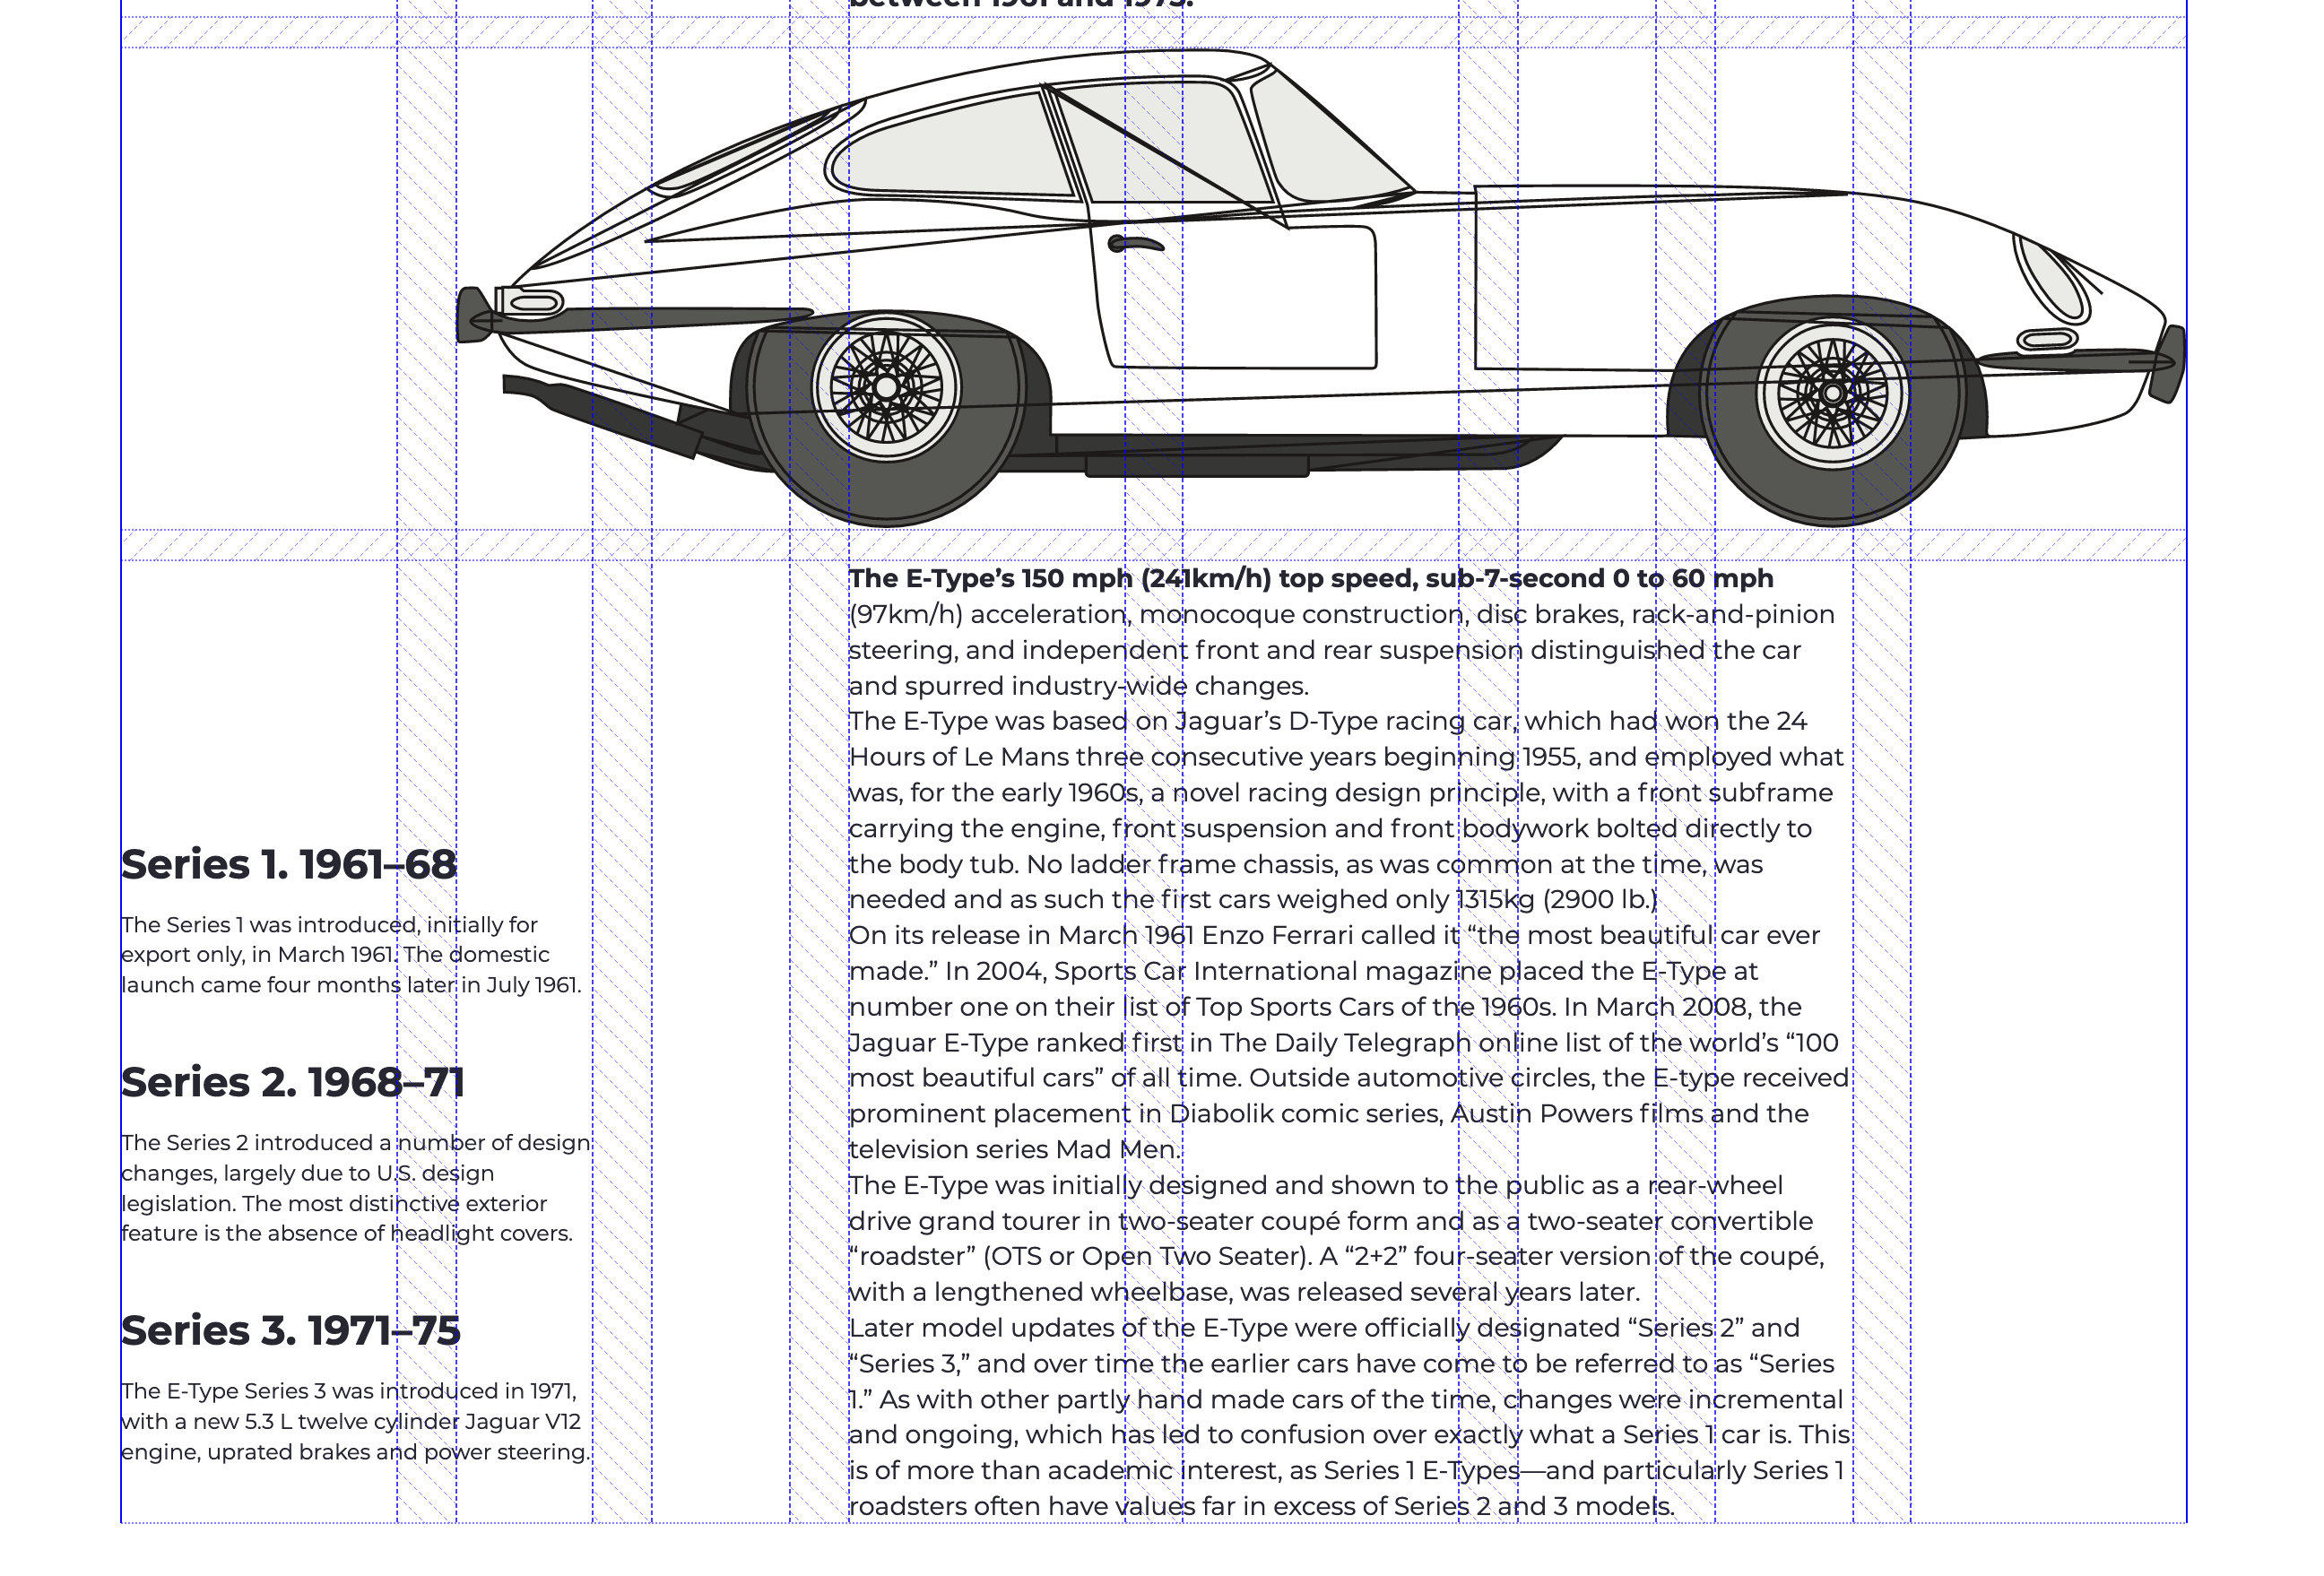 between 1961 and 1975.
The E-Type’s 150 mph (241km/h) top speed, sub-7-second 0 to 60 mph
(97km/h) acceleration, monocoque construction, disc brakes, rack-and-pinion
steering, and independent front and rear suspension distinguished the car
and spurred industry-wide changes.
The E-Type was based on Jaguar’s D-Type racing car, which had won the 24
Hours of Le Mans three consecutive years beginning 1955, and employed what
was, for the early 1960s, a novel racing design principle, with a front subframe
carrying the engine, front suspension and front bodywork bolted directly to
the body tub. No ladder frame chassis, as was common at the time, was
needed and as such the first cars weighed only 1315kg (2900 lb.)
On its release in March 1961 Enzo Ferrari called it “the most beautiful car ever
made.” In 2004, Sports Car International magazine placed the E-Type at
number one on their list of Top Sports Cars of the 1960s. In March 2008, the
Jaguar E-Type ranked first in The Daily Telegraph online list of the world’s “100
most beautiful cars” of all time. Outside automotive circles, the E-type received
prominent placement in Diabolik comic series, Austin Powers films and the
television series Mad Men.
The E-Type was initially designed and shown to the public as a rear-wheel
drive grand tourer in two-seater coupé form and as a two-seater convertible
“roadster” (OTS or Open Two Seater). A “2+2” four-seater version of the coupé,
with a lengthened wheelbase, was released several years later.
Later model updates of the E-Type were officially designated “Series 2” and
“Series 3,” and over time the earlier cars have come to be referred to as “Series
1.” As with other partly hand made cars of the time, changes were incremental
and ongoing, which has led to confusion over exactly what a Series 1 car is. This
is of more than academic interest, as Series 1 E-Types—and particularly Series 1
roadsters often have values far in excess of Series 2 and 3 models.
Series 1. 1961–68
The Series 1 was introduced, initially for
export only, in March 1961. The domestic
launch came four months later in July 1961.
Series 2. 1968–71
The Series 2 introduced a number of design
changes, largely due to U.S. design
legislation. The most distinctive exterior
feature is the absence of headlight covers.
Series 3. 1971–75
The E-Type Series 3 was introduced in 1971,
with a new 5.3 L twelve cylinder Jaguar V12
engine, uprated brakes and power steering.